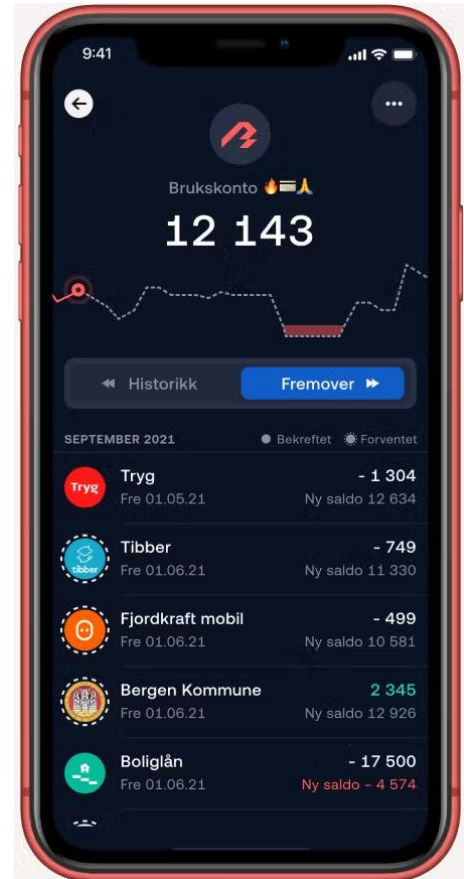 9:41
Brukskonto 🔥💳🙏
12 143
Historikk Fremover
SEPTEMBER 2021 Bekreftet Forventet
Tryg Tryg - 1 304
Fre 01.05.21 Ny saldo 12 634
tibber Tibber - 749
Fre 01.06.21 Ny saldo 11 330
Fjordkraft mobil - 499
Fre 01.06.21 Ny saldo 10 581
Bergen Kommune 2 345
Fre 01.06.21 Ny saldo 12 926
Boliglån - 17 500
Fre 01.06.21 Ny saldo - 4 574